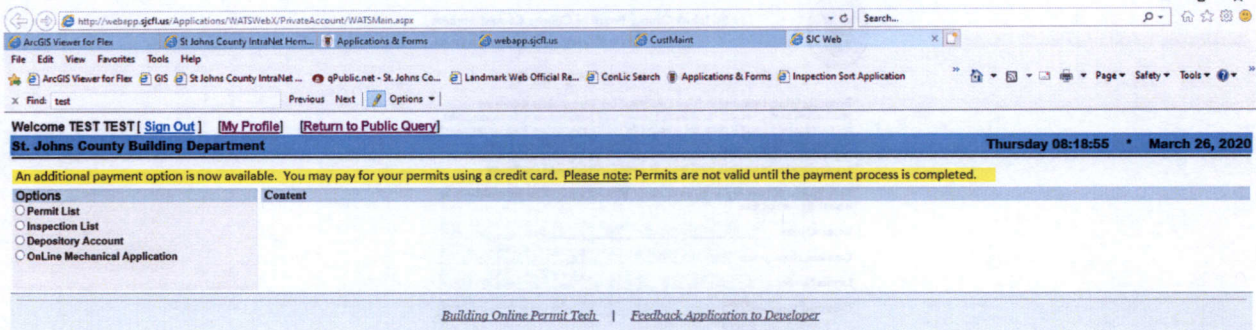 http://webapp.sjcfl.us/Applications/WATSWebX/PrivateAccount/WATSMain.aspx Search...
ArcGIS Viewer for Flex St Johns County IntraNet Hom... Applications & Forms webapp.sjcfl.us CustMaint SJC Web
File Edit View Favorites Tools Help
ArcGIS Viewer for Flex GIS St Johns County IntraNet ... qPublic.net - St. Johns Co... Landmark Web Official Re... ConLic Search Applications & Forms Inspection Sort Application Page Safety Tools
x Find: test Previous Next Options
Welcome TEST TEST [ Sign Out ] [My Profile] [Return to Public Query]
St. Johns County Building Department Thursday 08:18:55 * March 26, 2020
An additional payment option is now available. You may pay for your permits using a credit card. Please note: Permits are not valid until the payment process is completed.
Options Content
Permit List
Inspection List
Depository Account
OnLine Mechanical Application
Building Online Permit Tech | Feedback Application to Developer